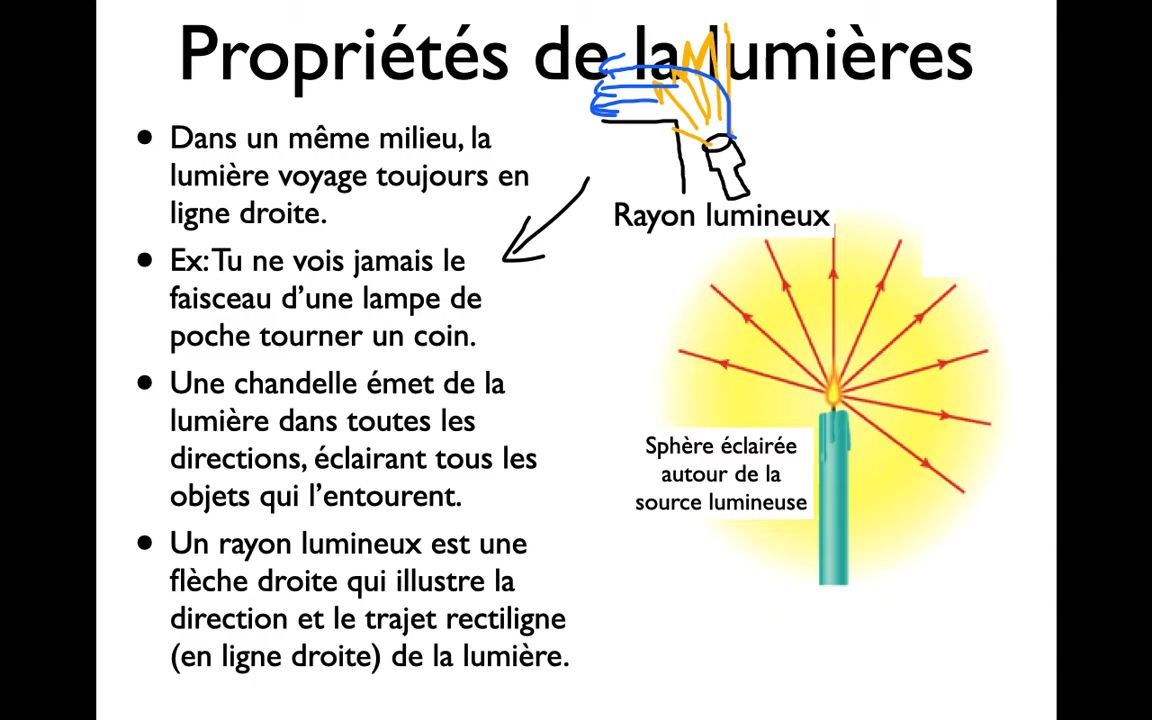 Propriétés de la lumières
• Dans un même milieu, la
lumière voyage toujours en
ligne droite.
• Ex: Tu ne vois jamais le
faisceau d’une lampe de
poche tourner un coin.
• Une chandelle émet de la
lumière dans toutes les
directions, éclairant tous les
objets qui l’entourent.
• Un rayon lumineux est une
flèche droite qui illustre la
direction et le trajet rectiligne
(en ligne droite) de la lumière.
Rayon lumineux
Sphère éclairée
autour de la
source lumineuse